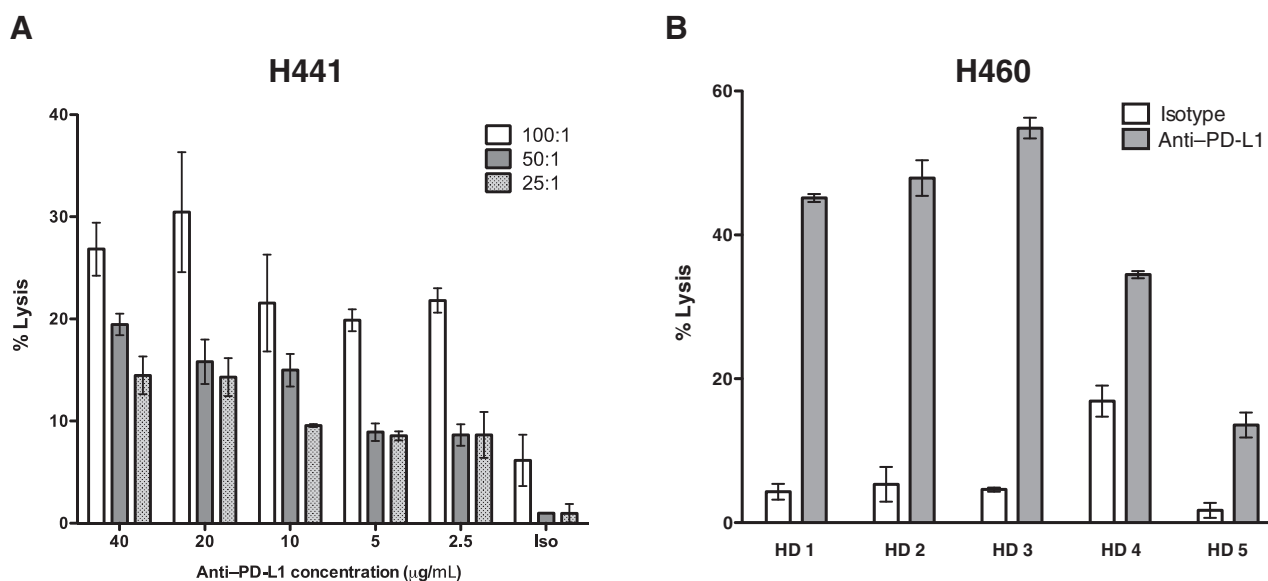 A
H441
40
30
20
10
0
% Lysis
100:1
50:1
25:1
40 20 10 5 2.5 Iso
Anti–PD-L1 concentration (μg/mL)
B
H460
60
40
20
0
% Lysis
Isotype
Anti–PD-L1
HD 1 HD 2 HD 3 HD 4 HD 5